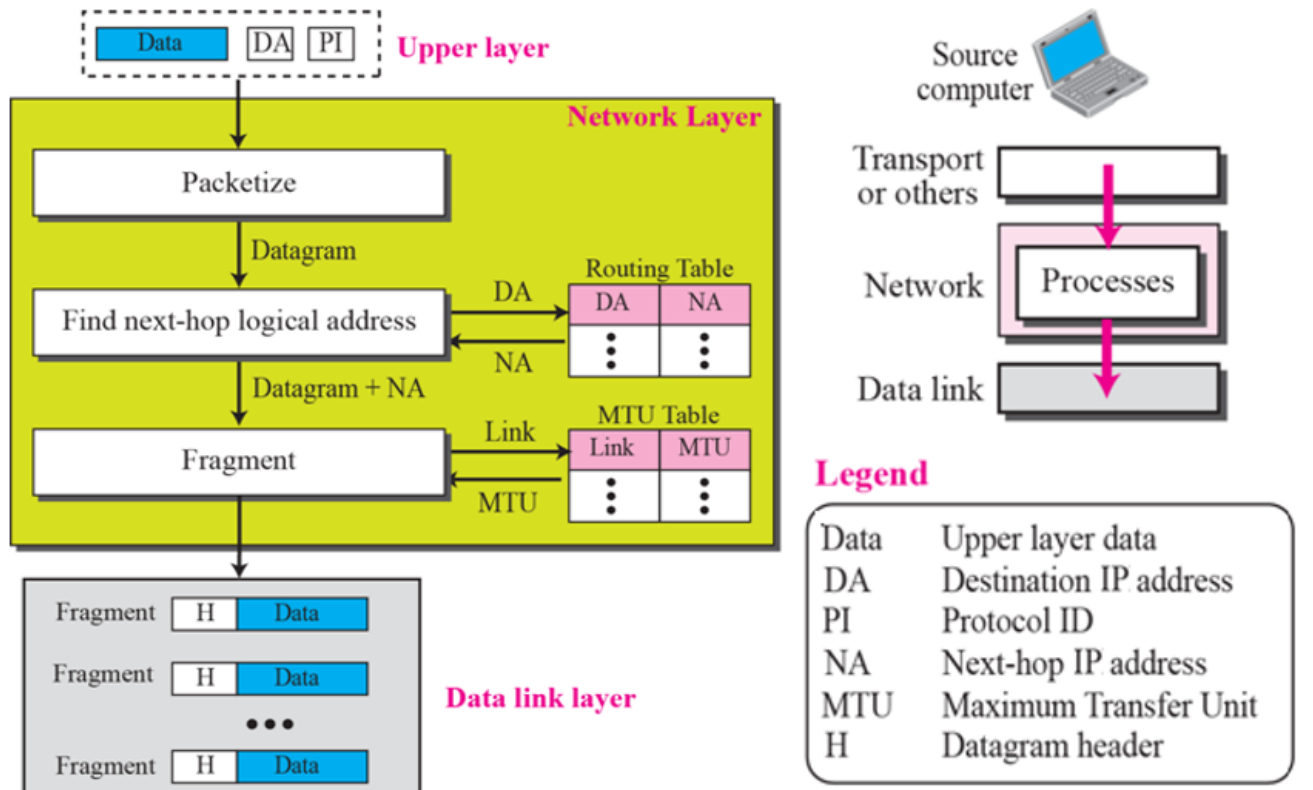 Data DA PI Upper layer
Network Layer
Packetize
Datagram
Find next-hop logical address
DA
NA
Routing Table
DA NA
Datagram + NA
Fragment
Link
MTU
MTU Table
Link MTU
Fragment H Data
Fragment H Data
Fragment H Data
Data link layer
Source
computer
Transport
or others
Network
Processes
Data link
Legend
Data Upper layer data
DA Destination IP address
PI Protocol ID
NA Next-hop IP address
MTU Maximum Transfer Unit
H Datagram header